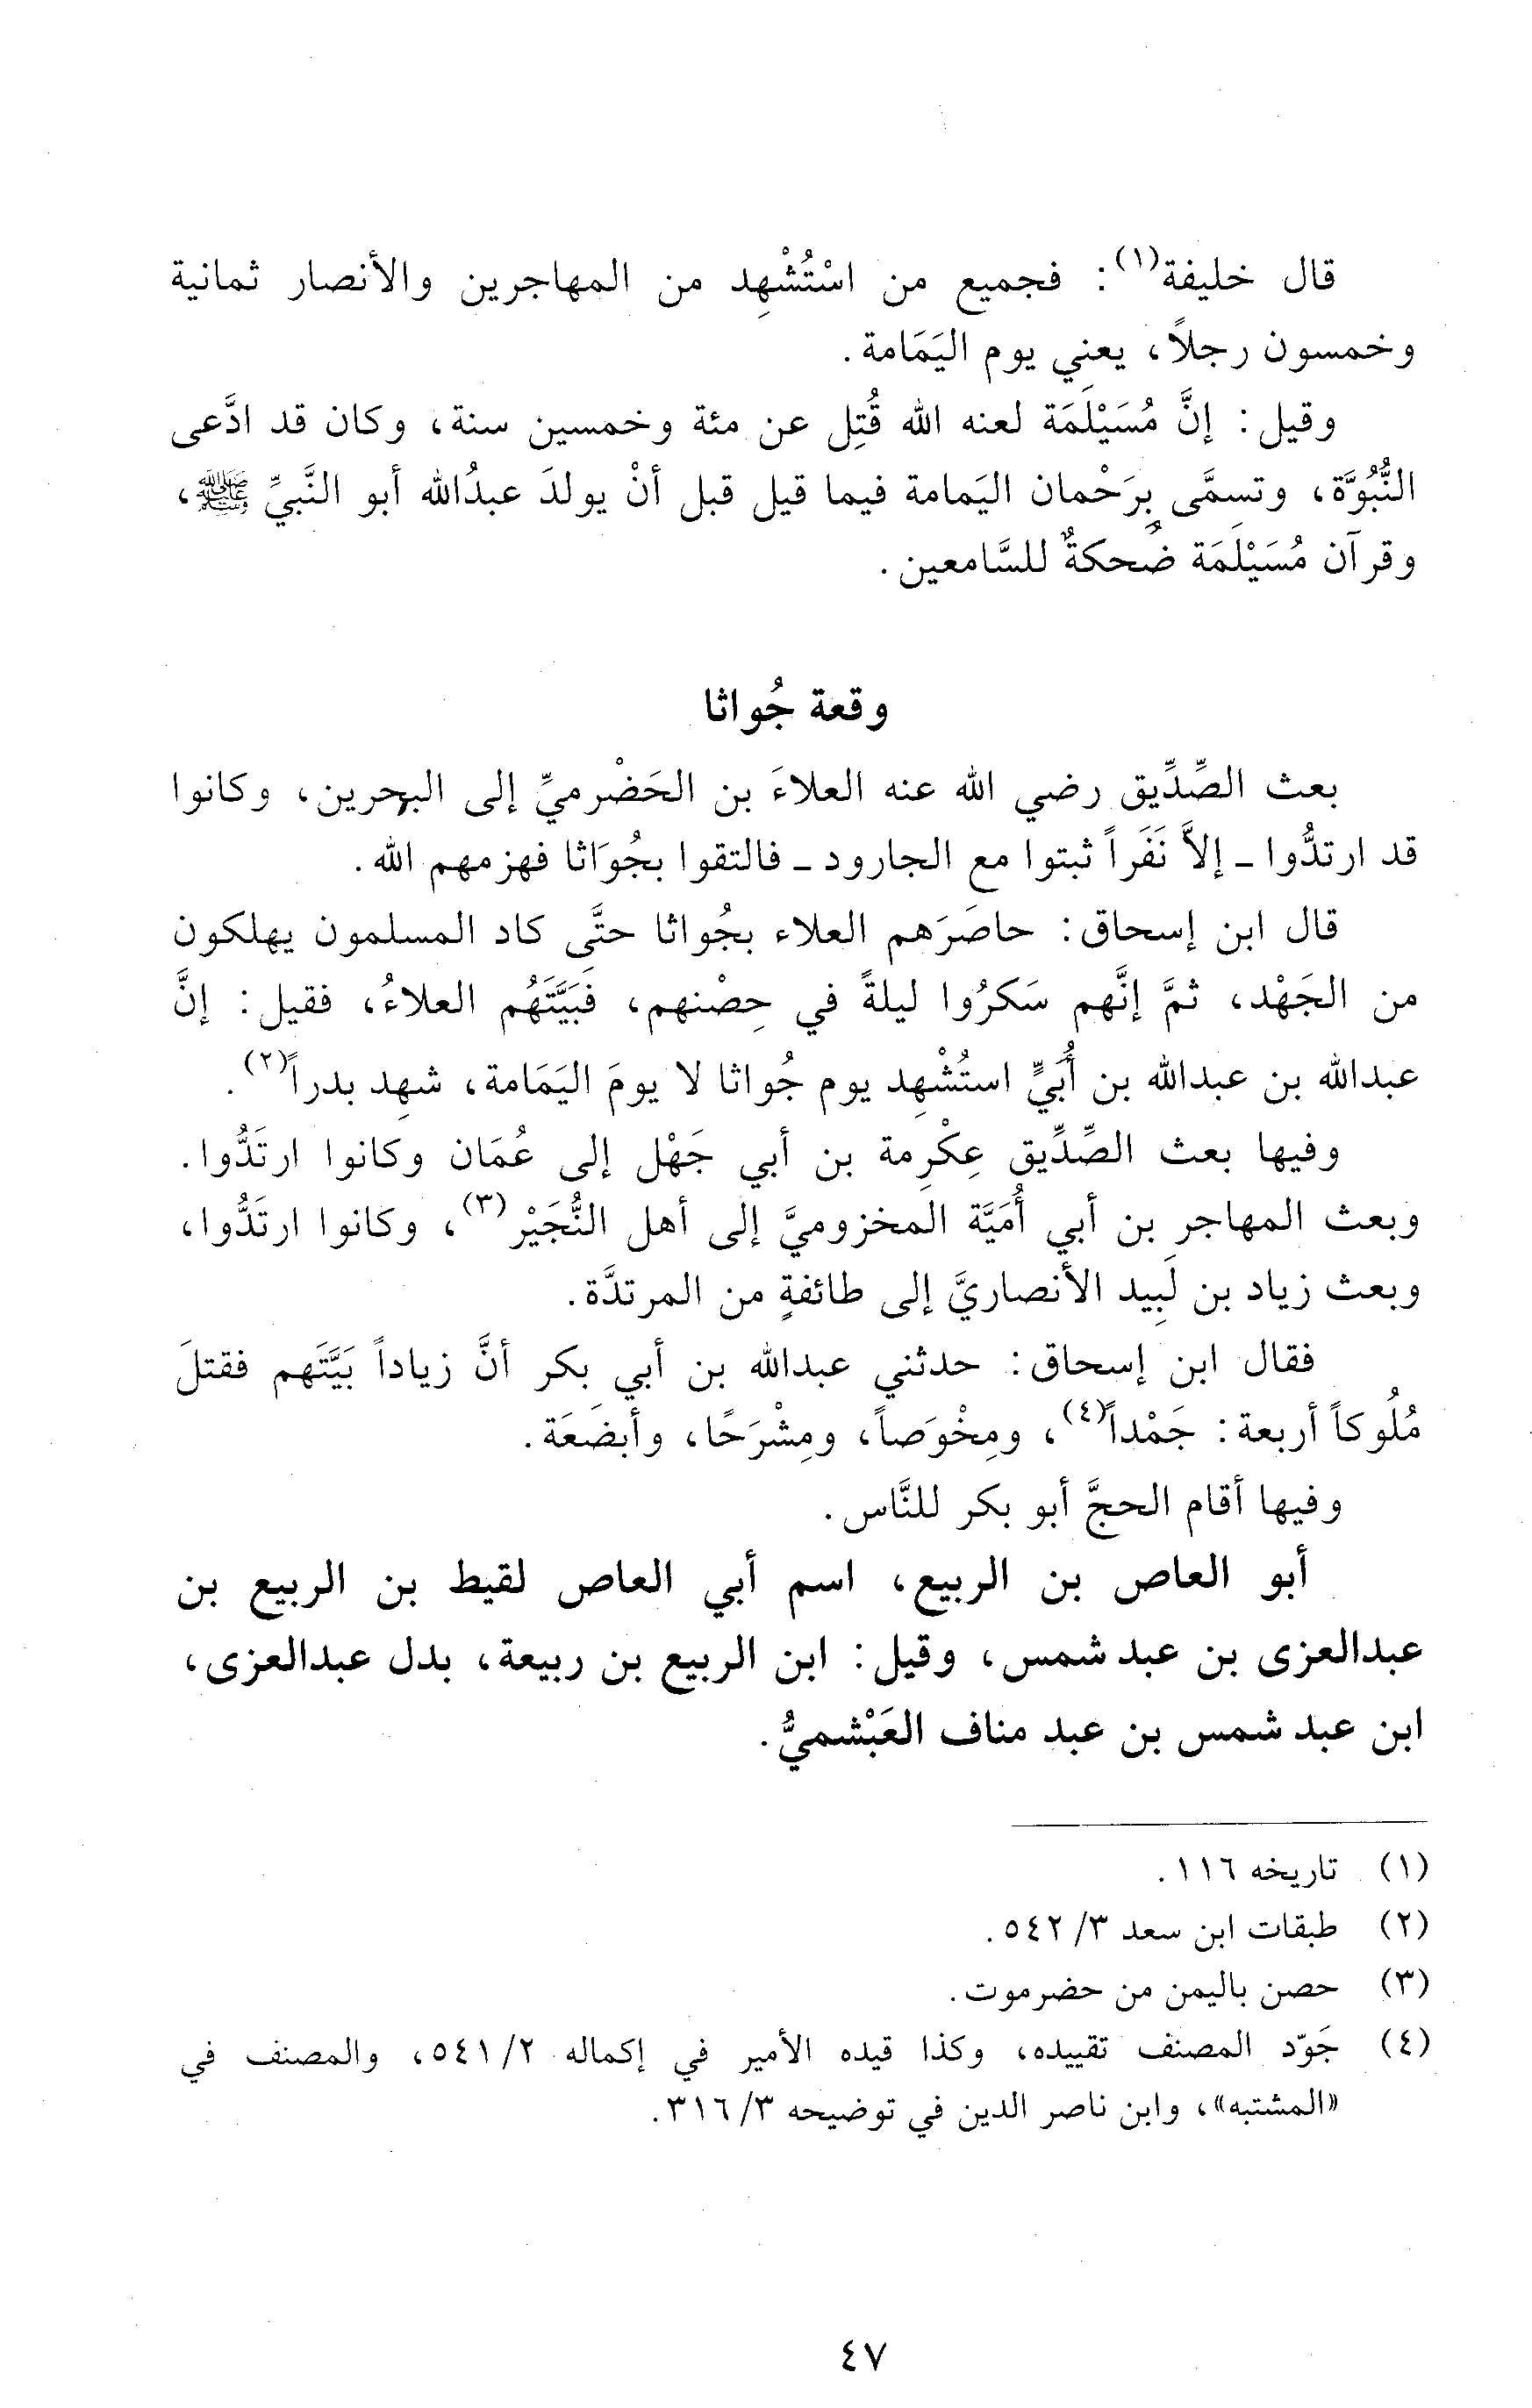 قال خليفة(١): فجميع من اسْتُشْهِد من المهاجرين والأنصار ثمانية
وخمسون رجلاً، يعني يوم اليَمَامة.
وقيل: إنَّ مُسَيْلَمَة لعنه الله قُتِل عن مئة وخمسين سنة، وكان قد ادَّعى
النُّبُوَّة، وتسمَّى بِرَحْمان اليَمامة فيما قيل قبل أنْ يولدَ عبدُالله أبو النَّبيِّ ﷺ،
وقرآن مُسَيْلَمَة ضُحكةٌ للسَّامعين.
وقعة جُواثا
بعث الصِّدِّيق رضي الله عنه العلاءَ بن الحَضْرميِّ إلى البحرين، وكانوا
قد ارتدُّوا - إلاَّ نَفَراً ثبتوا مع الجارود - فالتقوا بجُوَاثا فهزمهم الله.
قال ابن إسحاق: حاصَرَهم العلاء بجُواثا حتَّى كاد المسلمون يهلكون
من الجَهْد، ثمَّ إنَّهم سَكرُوا ليلةً في حِصْنهم، فَبَيَّتَهُم العلاءُ، فقيل: إنَّ
عبدالله بن عبدالله بن أُبَيٍّ استُشْهِد يوم جُواثا لا يومَ اليَمَامة، شهِد بدراً(٢).
وفيها بعث الصِّدِّيق عِكْرِمة بن أبي جَهْل إلى عُمَان وكانوا ارتَدُّوا.
وبعث المهاجر بن أبي أُمَيَّة المخزوميَّ إلى أهل النُّجَيْر(٣)، وكانوا ارتَدُّوا،
وبعث زياد بن لَبِيد الأنصاريَّ إلى طائفةٍ من المرتدَّة.
فقال ابن إسحاق: حدثني عبدالله بن أبي بكر أنَّ زياداً بَيَّتَهم فقتلَ
مُلُوكاً أربعة: جَمْداً(٤)، ومِخْوَصاً، ومِشْرَحًا، وأبضَعَة.
وفيها أقام الحجَّ أبو بكر للنَّاس.
أبو العاص بن الربيع، اسم أبي العاص لقيط بن الربيع بن
عبدالعزى بن عبد شمس، وقيل: ابن الربيع بن ربيعة، بدل عبدالعزى،
ابن عبد شمس بن عبد مناف العَبْشميُّ.
(١) تاريخه ١١٦.
(٢) طبقات ابن سعد ٣/ ٥٤٢.
(٣) حصن باليمن من حضرموت.
(٤) جَوّد المصنف تقييده، وكذا قيده الأمير في إكماله ٢/ ٥٤١، والمصنف في
«المشتبه»، وابن ناصر الدين في توضيحه ٣/ ٣١٦.
٤٧